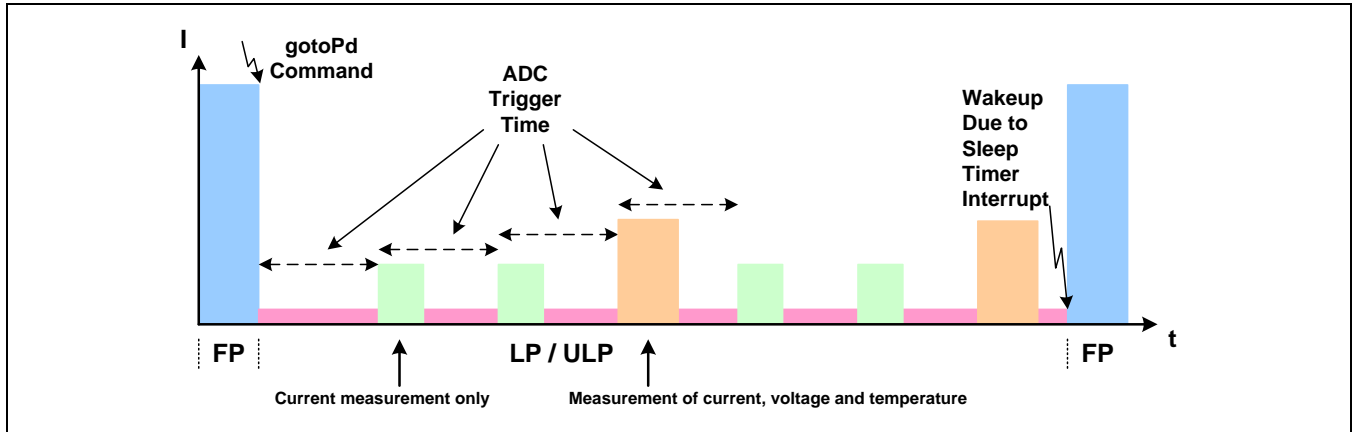 I
gotoPd
Command
ADC
Trigger
Time
Wakeup
Due to
Sleep
Timer
Interrupt
t
FP
LP / ULP
FP
Current measurement only
Measurement of current, voltage and temperature